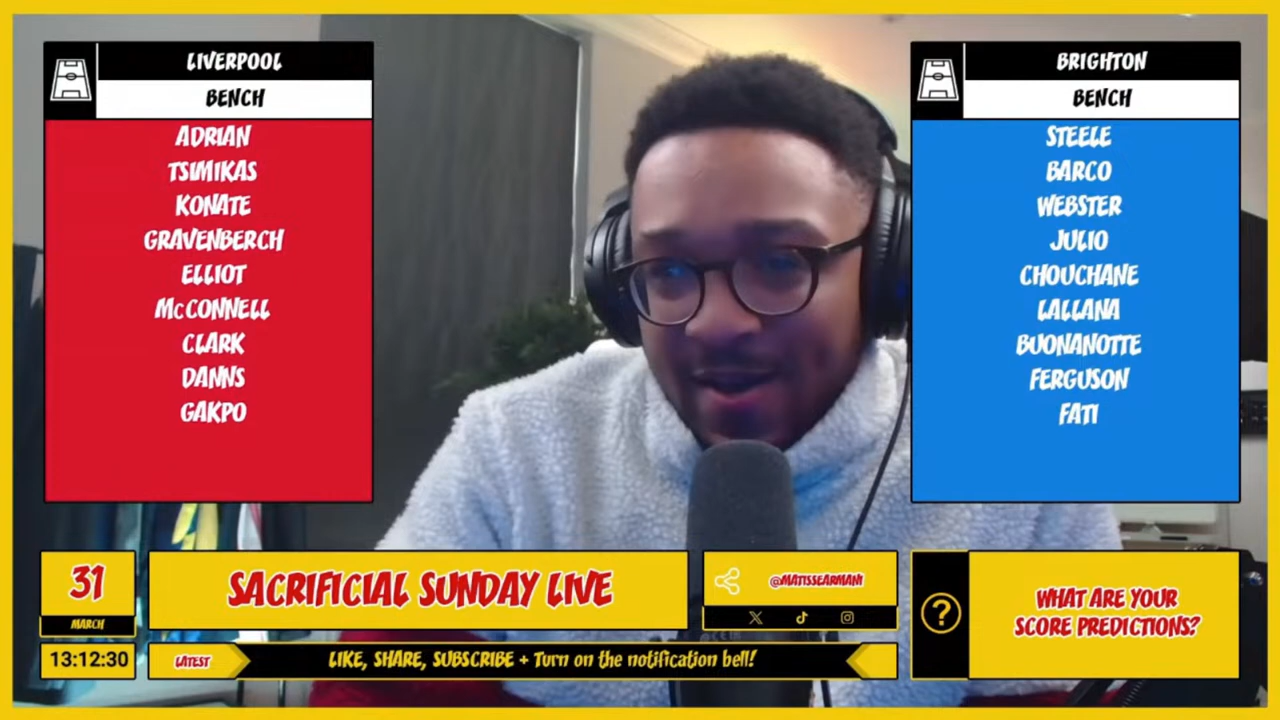 LIVERPOOL
BENCH
ADRIAN
TSIMIKAS
KONATE
GRAVENBERCH
ELLIOT
McCONNELL
CLARK
DANNS
GAKPO
BRIGHTON
BENCH
STEELE
BARCO
WEBSTER
JULIO
CHOUCHANE
LALLANA
BUONANOTTE
FERGUSON
FATI
31
MARCH
13:12:30
SACRIFICIAL SUNDAY LIVE
LATEST
LIKE, SHARE, SUBSCRIBE + Turn on the notification bell!
@MATISSEARMANI
?
WHAT ARE YOUR
SCORE PREDICTIONS?